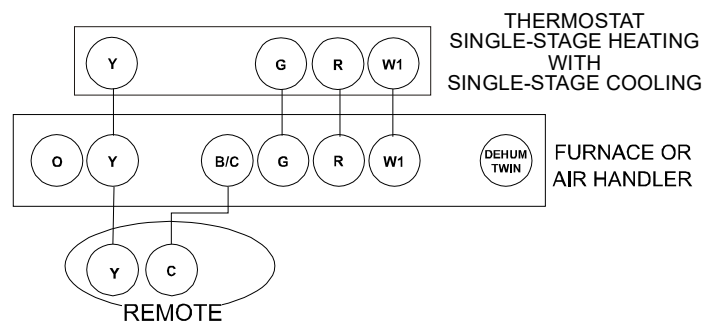 THERMOSTAT
SINGLE-STAGE HEATING
WITH
SINGLE-STAGE COOLING
Y G R W1
O Y B/C G R W1 DEHUM TWIN
FURNACE OR
AIR HANDLER
Y C
REMOTE